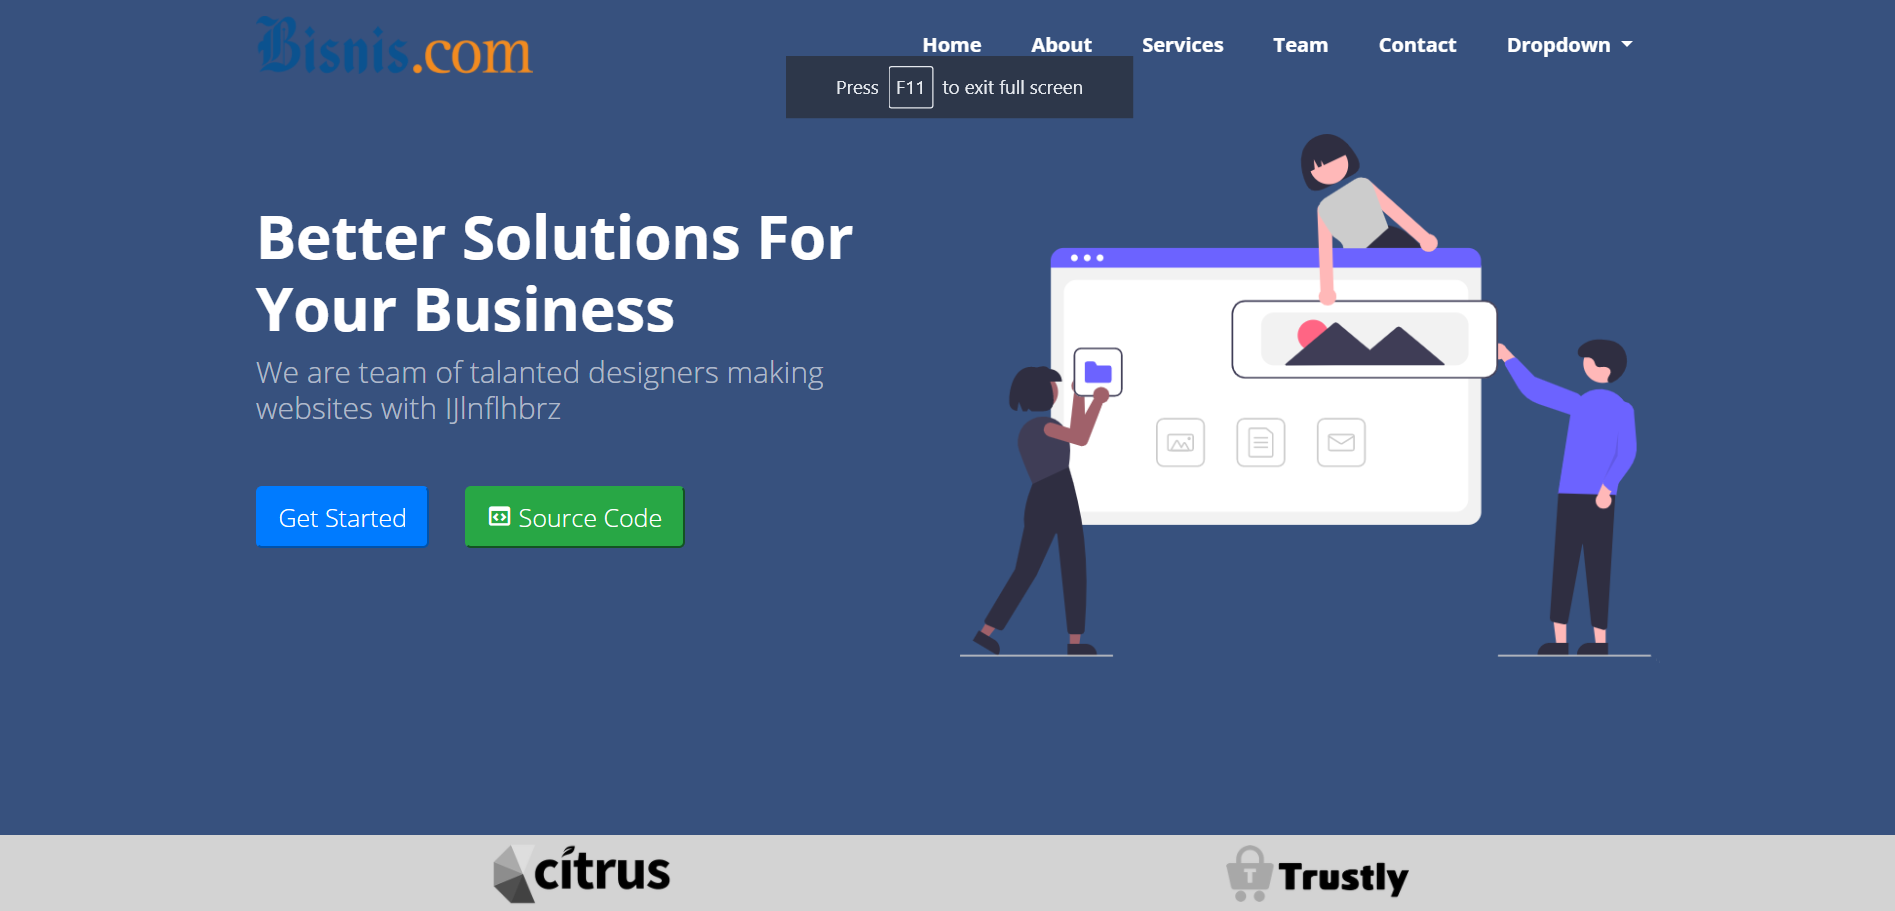 Bisnis.com
Home About Services Team Contact Dropdown
Press F11 to exit full screen
Better Solutions For
Your Business
We are team of talanted designers making
websites with IJlnflhbrz
Get Started
Source Code
T
citrus
Trustly